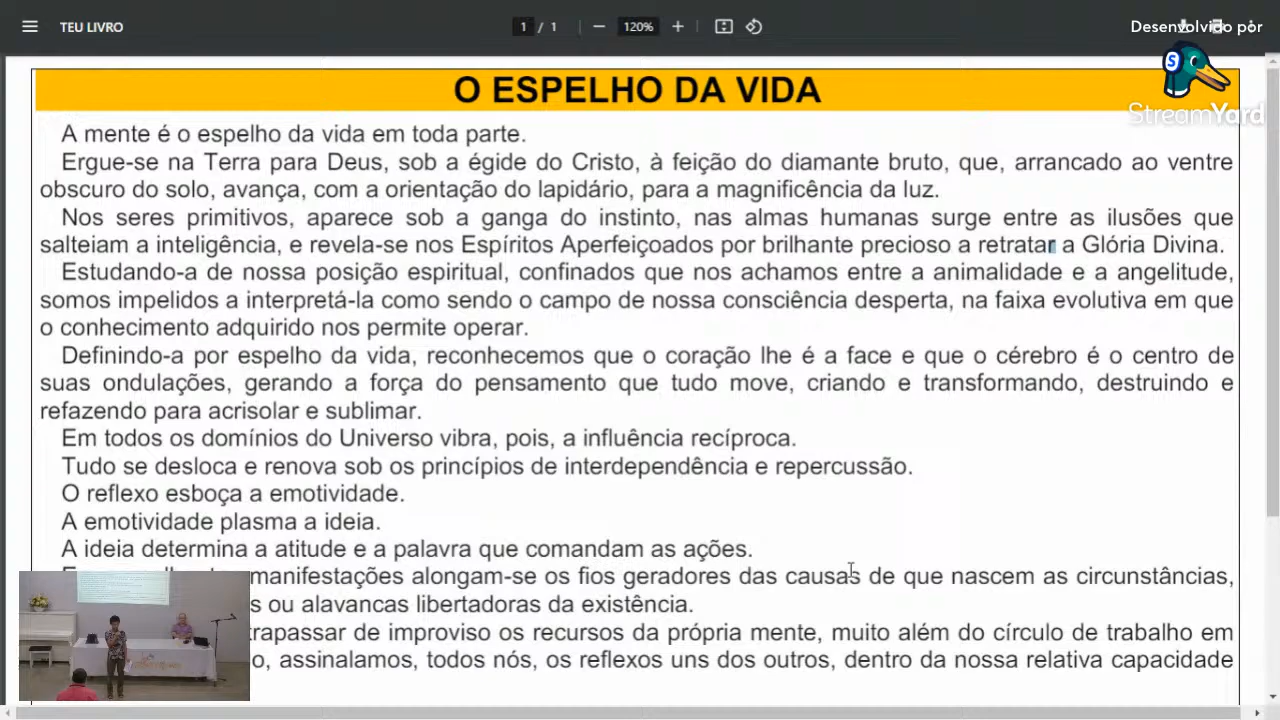 TEU LIVRO
1 / 1
120%
Desenvolvido por
StreamYard
O ESPELHO DA VIDA
A mente é o espelho da vida em toda parte.
Ergue-se na Terra para Deus, sob a égide do Cristo, à feição do diamante bruto, que, arrancado ao ventre
obscuro do solo, avança, com a orientação do lapidário, para a magnificência da luz.
Nos seres primitivos, aparece sob a ganga do instinto, nas almas humanas surge entre as ilusões que
salteiam a inteligência, e revela-se nos Espíritos Aperfeiçoados por brilhante precioso a retratar a Glória Divina.
Estudando-a de nossa posição espiritual, confinados que nos achamos entre a animalidade e a angelitude,
somos impelidos a interpretá-la como sendo o campo de nossa consciência desperta, na faixa evolutiva em que
o conhecimento adquirido nos permite operar.
Definindo-a por espelho da vida, reconhecemos que o coração lhe é a face e que o cérebro é o centro de
suas ondulações, gerando a força do pensamento que tudo move, criando e transformando, destruindo e
refazendo para acrisolar e sublimar.
Em todos os domínios do Universo vibra, pois, a influência recíproca.
Tudo se desloca e renova sob os princípios de interdependência e repercussão.
O reflexo esboça a emotividade.
A emotividade plasma a ideia.
A ideia determina a atitude e a palavra que comandam as ações.
manifestações alongam-se os fios geradores das causas de que nascem as circunstâncias,
s ou alavancas libertadoras da existência.
trapassar de improviso os recursos da própria mente, muito além do círculo de trabalho em
o, assinalamos, todos nós, os reflexos uns dos outros, dentro da nossa relativa capacidade